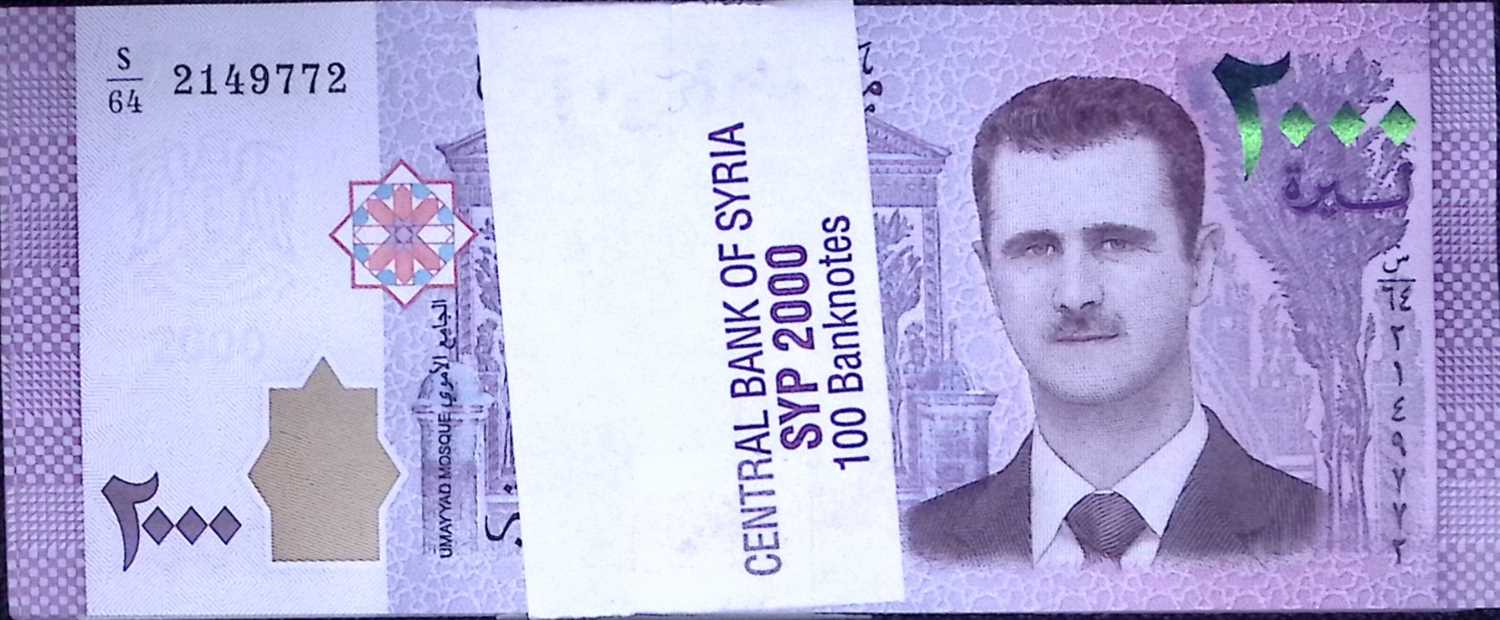 S/64 2149772
٢٠٠٠
ليرة
س/٦٤ ٢١٤٩٧٧٢
الجامع الأموي
UMAYYAD MOSQUE
CENTRAL BANK OF SYRIA
SYP 2000
100 Banknotes
٢٠٠٠
2000